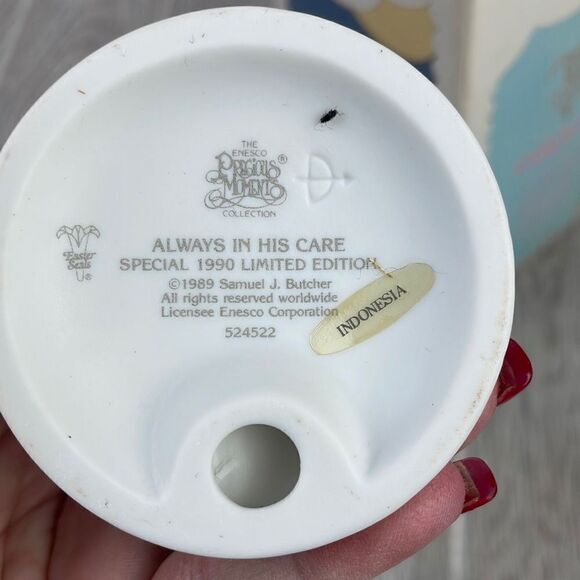 THE
ENESCO
PRECIOUS
MOMENTS®
COLLECTION
Easter
Seals
U®
ALWAYS IN HIS CARE
SPECIAL 1990 LIMITED EDITION
©1989 Samuel J. Butcher
All rights reserved worldwide
Licensee Enesco Corporation
524522
INDONESIA